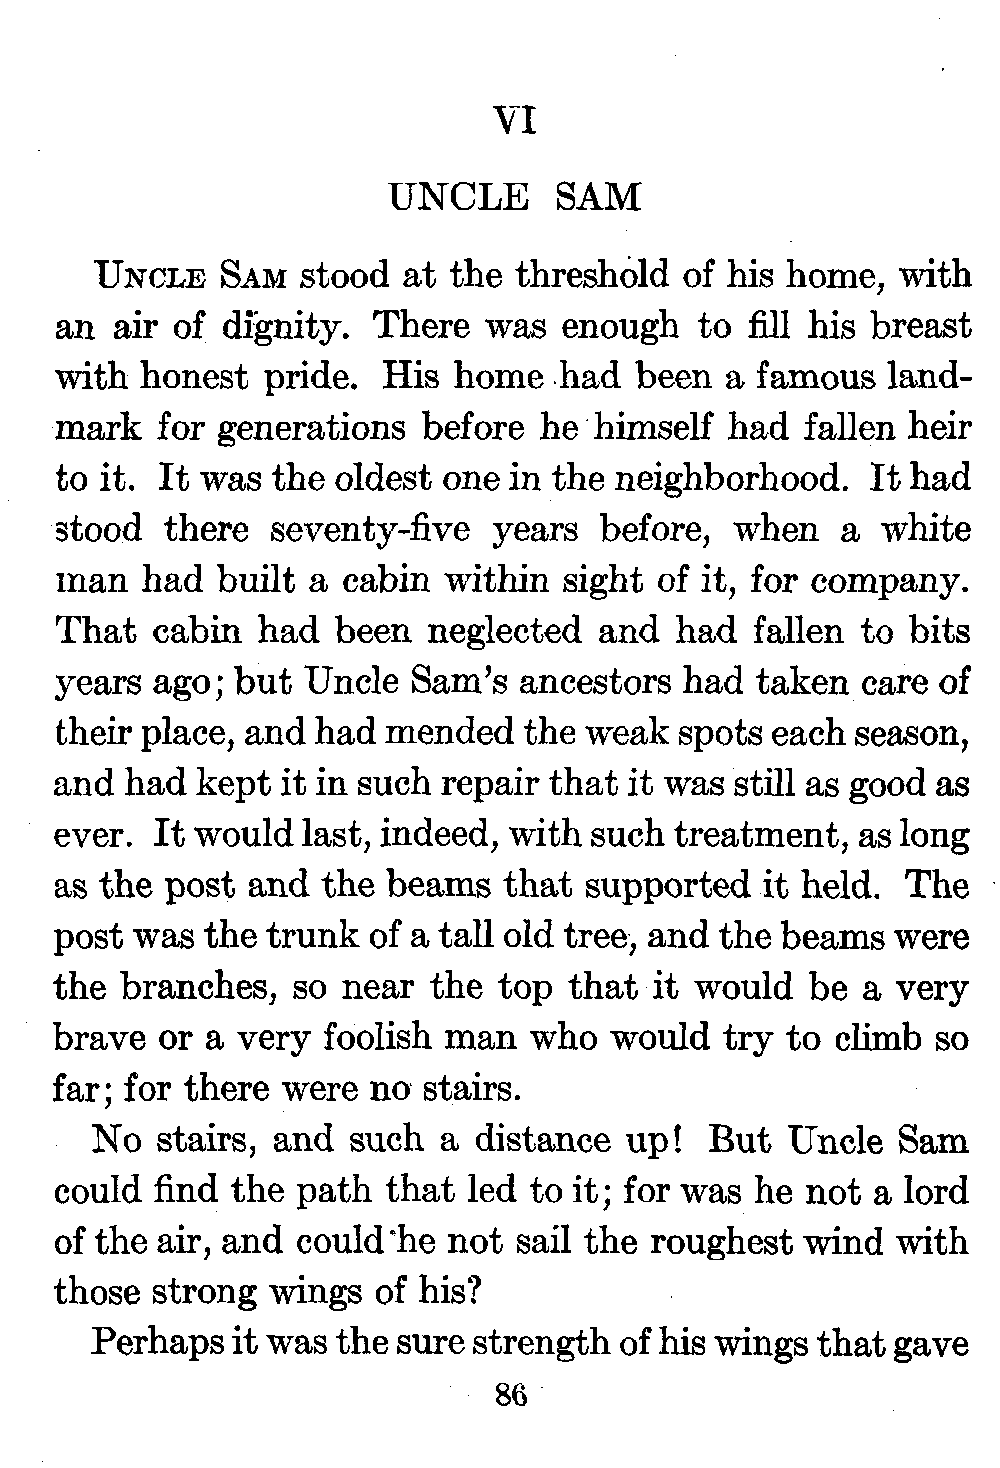 VI
UNCLE SAM
UNCLE SAM stood at the threshold of his home, with
an air of dignity. There was enough to fill his breast
with honest pride. His home had been a famous land-
mark for generations before he himself had fallen heir
to it. It was the oldest one in the neighborhood. It had
stood there seventy-five years before, when a white
man had built a cabin within sight of it, for company.
That cabin had been neglected and had fallen to bits
years ago; but Uncle Sam's ancestors had taken care of
their place, and had mended the weak spots each season,
and had kept it in such repair that it was still as good as
ever. It would last, indeed, with such treatment, as long
as the post and the beams that supported it held. The
post was the trunk of a tall old tree, and the beams were
the branches, so near the top that it would be a very
brave or a very foolish man who would try to climb so
far; for there were no stairs.
No stairs, and such a distance up! But Uncle Sam
could find the path that led to it; for was he not a lord
of the air, and could he not sail the roughest wind with
those strong wings of his?
Perhaps it was the sure strength of his wings that gave
86